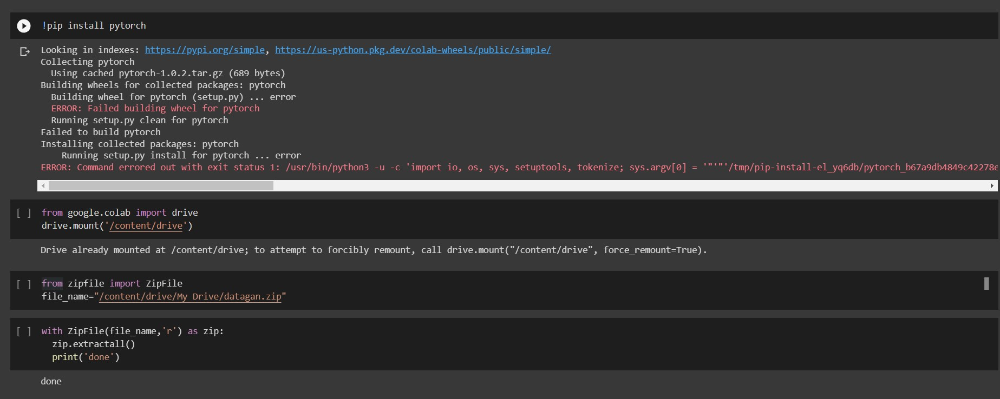 !pip install pytorch
Looking in indexes: https://pypi.org/simple, https://us-python.pkg.dev/colab-wheels/public/simple/
Collecting pytorch
  Using cached pytorch-1.0.2.tar.gz (689 bytes)
Building wheels for collected packages: pytorch
  Building wheel for pytorch (setup.py) ... error
  ERROR: Failed building wheel for pytorch
  Running setup.py clean for pytorch
Failed to build pytorch
Installing collected packages: pytorch
    Running setup.py install for pytorch ... error
ERROR: Command errored out with exit status 1: /usr/bin/python3 -u -c 'import io, os, sys, setuptools, tokenize; sys.argv[0] = '"'"'/tmp/pip-install-el_yq6db/pytorch_b67a9db4849c42278e
[ ] from google.colab import drive
drive.mount('/content/drive')
Drive already mounted at /content/drive; to attempt to forcibly remount, call drive.mount("/content/drive", force_remount=True).
[ ] from zipfile import ZipFile
file_name="/content/drive/My Drive/datagan.zip"
[ ] with ZipFile(file_name,'r') as zip:
  zip.extractall()
  print('done')
done